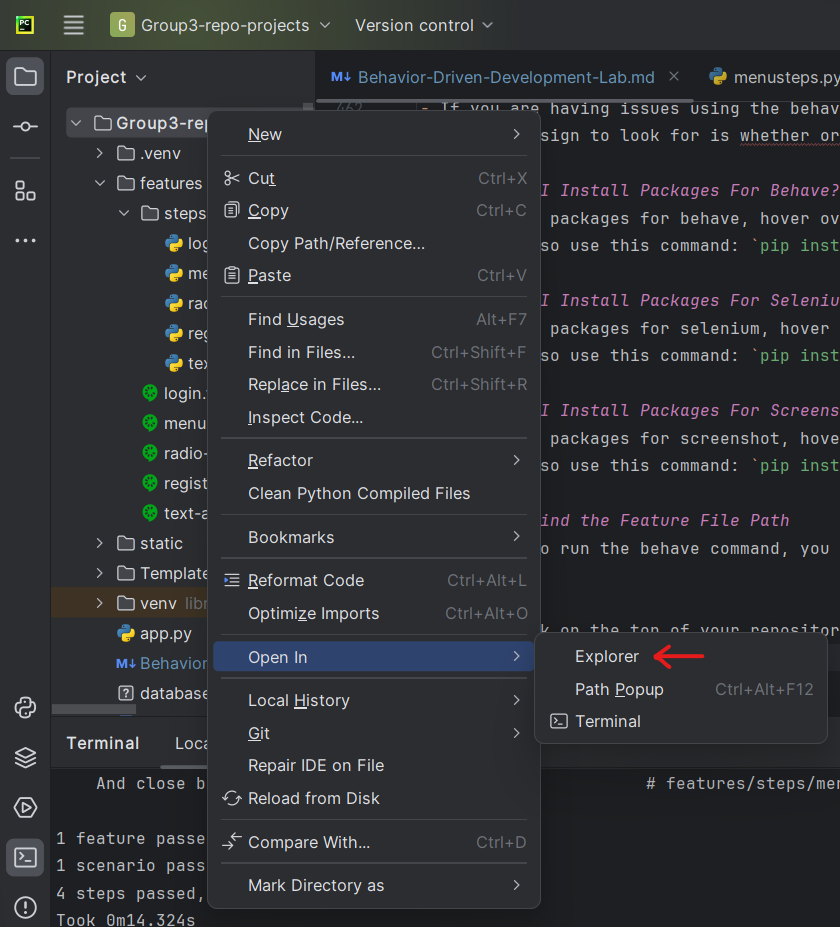 PC
G
Group3-repo-projects
Version control
Project
M↓ Behavior-Driven-Development-Lab.md
menusteps.py
Group3-rep
.venv
features
steps
log
me
rad
reg
tex
login.
menu
radio-
regist
text-a
static
Template
venv libr
app.py
M↓ Behavior
database
462
- If you are having issues using the behav
sign to look for is whether or
I Install Packages For Behave?
packages for behave, hover ov
so use this command: `pip inst
I Install Packages For Seleniu
packages for selenium, hover
so use this command: `pip inst
I Install Packages For Screens
packages for screenshot, hove
so use this command: `pip inst
ind the Feature File Path
o run the behave command, you
k on the top of your repositor
New
Cut Ctrl+X
Copy Ctrl+C
Copy Path/Reference...
Paste Ctrl+V
Find Usages Alt+F7
Find in Files... Ctrl+Shift+F
Replace in Files... Ctrl+Shift+R
Inspect Code...
Refactor
Clean Python Compiled Files
Bookmarks
Reformat Code Ctrl+Alt+L
Optimize Imports Ctrl+Alt+O
Open In
Local History
Git
Repair IDE on File
Reload from Disk
Compare With... Ctrl+D
Mark Directory as
Explorer
Path Popup Ctrl+Alt+F12
Terminal
Terminal Loca
And close b # features/steps/men
1 feature passe
1 scenario pass
4 steps passed,
Took 0m14.324s